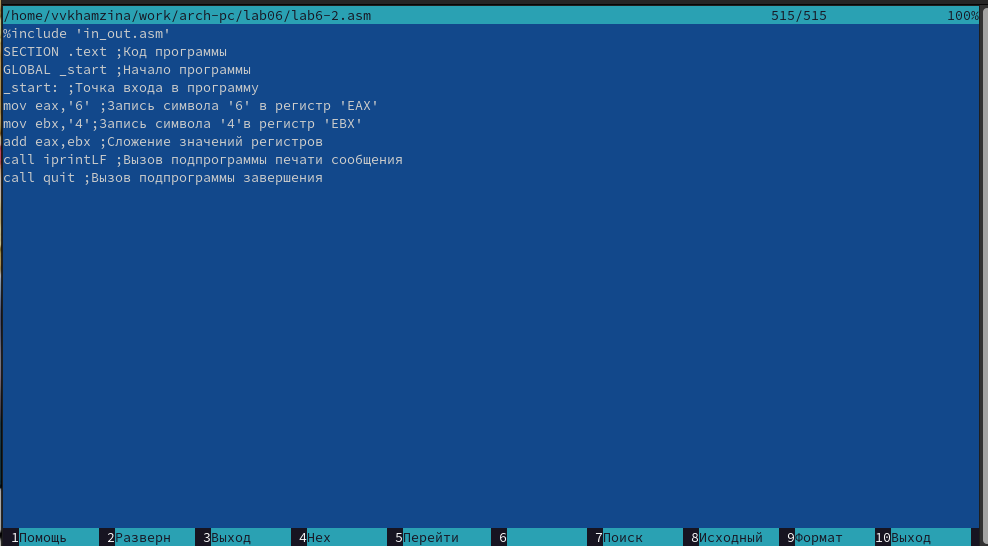 /home/vvkhamzina/work/arch-pc/lab06/lab6-2.asm 515/515 100%
%include 'in_out.asm'
SECTION .text ;Код программы
GLOBAL _start ;Начало программы
_start: ;Точка входа в программу
mov eax,'6' ;Запись символа '6' в регистр 'EAX'
mov ebx,'4';Запись символа '4'в регистр 'EBX'
add eax,ebx ;Сложение значений регистров
call iprintLF ;Вызов подпрограммы печати сообщения
call quit ;Вызов подпрограммы завершения
1Помощь 2Разверн 3Выход 4Hex 5Перейти 6 7Поиск 8Исходный 9Формат 10Выход